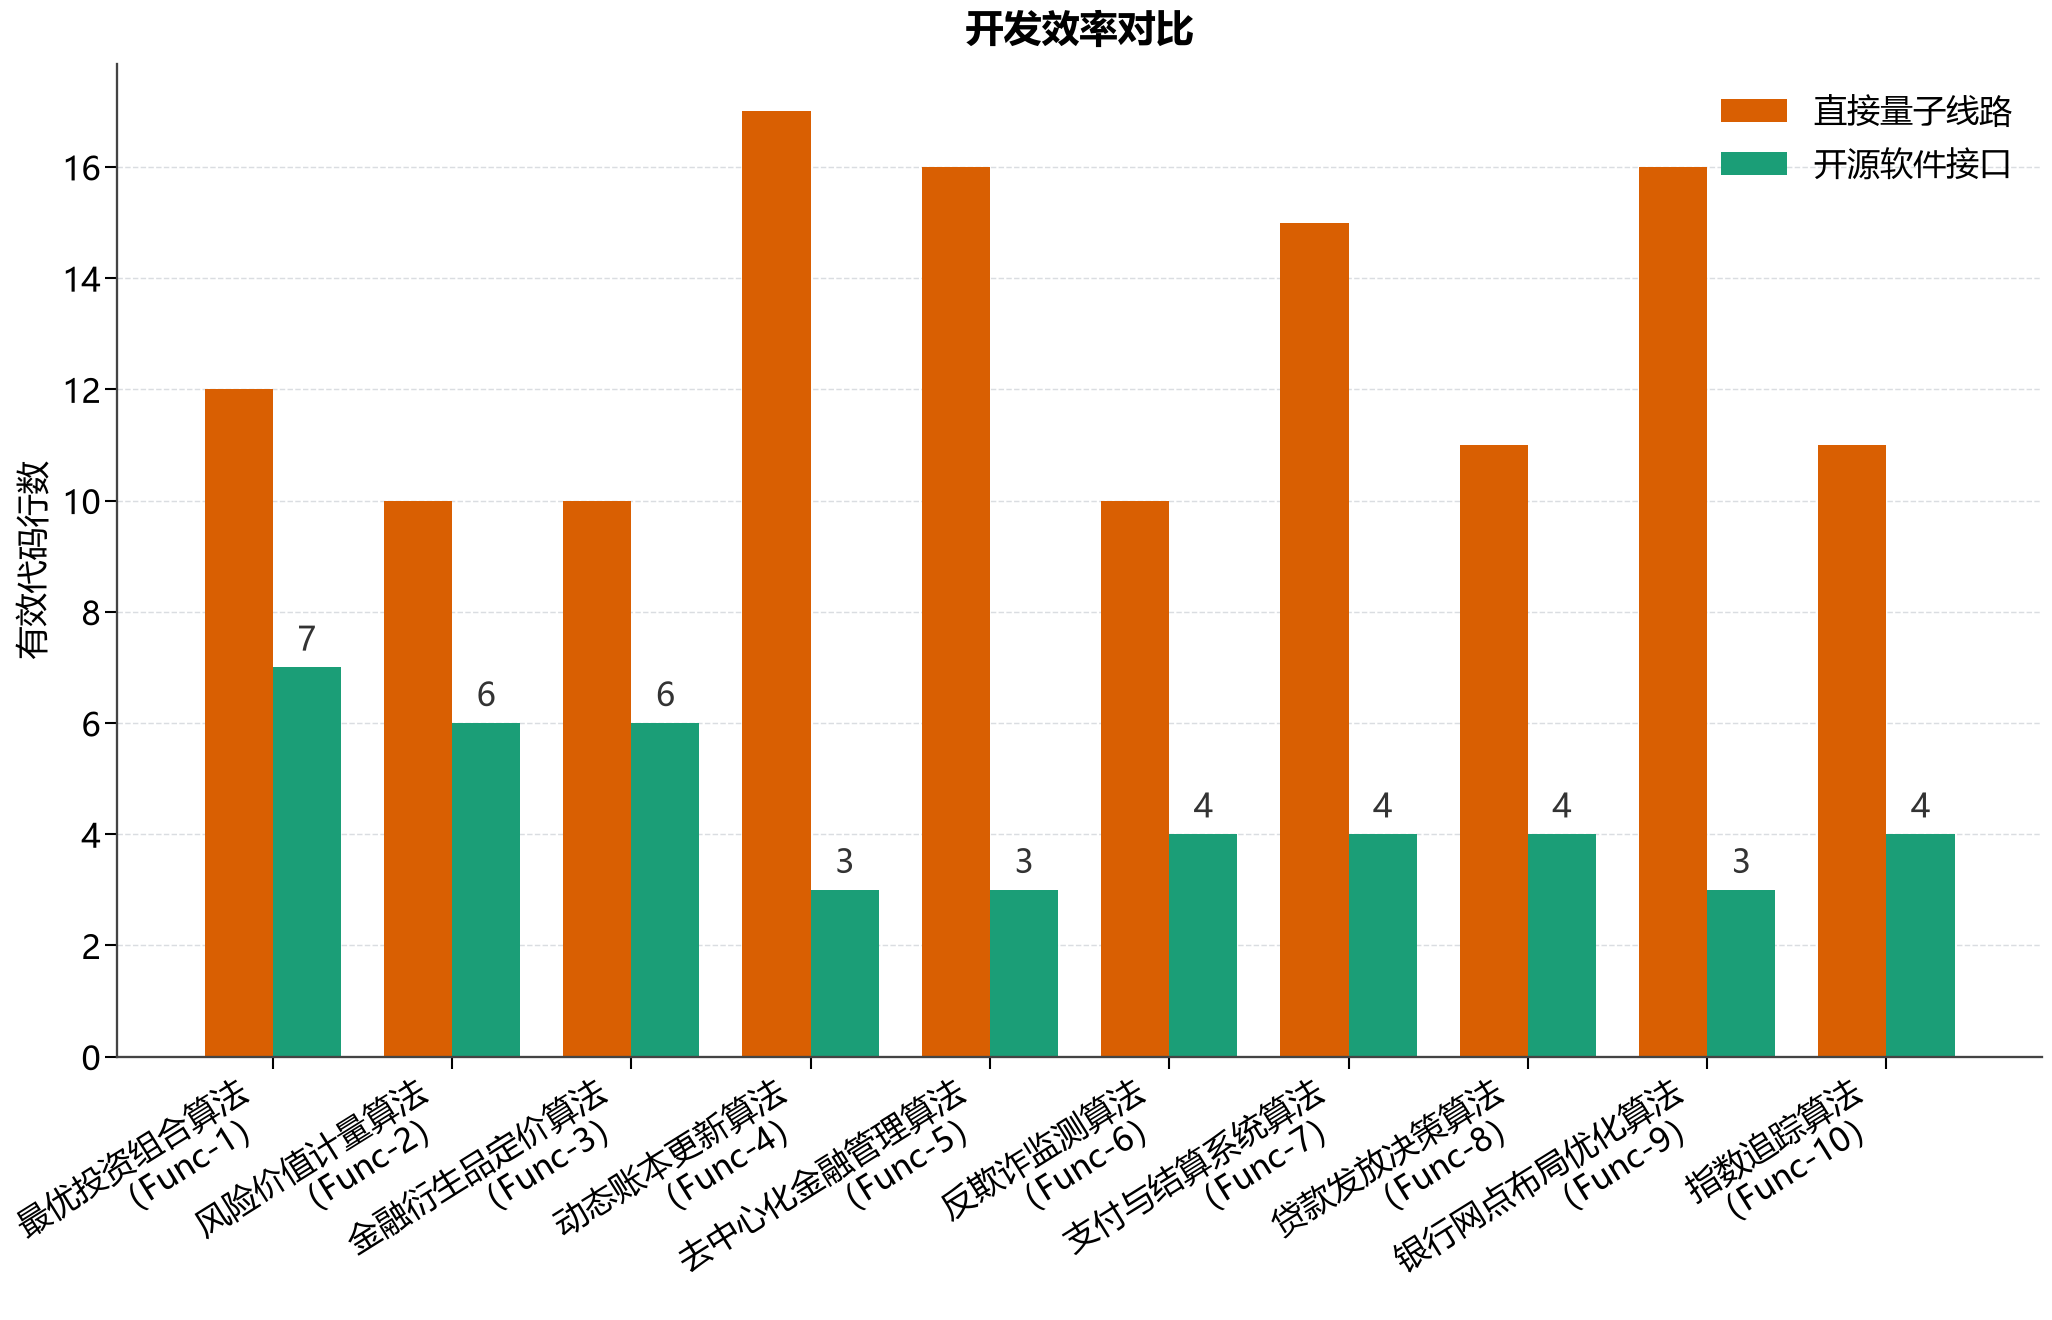 开发效率对比
直接量子线路
开源软件接口
有效代码行数
16
14
12
10
8
6
4
2
0
7
6
6
3
3
4
4
4
3
4
最优投资组合算法
(Func-1)
风险价值计量算法
(Func-2)
金融衍生品定价算法
(Func-3)
动态账本更新算法
(Func-4)
去中心化金融管理算法
(Func-5)
反欺诈监测算法
(Func-6)
支付与结算系统算法
(Func-7)
贷款发放决策算法
(Func-8)
银行网点布局优化算法
(Func-9)
指数追踪算法
(Func-10)